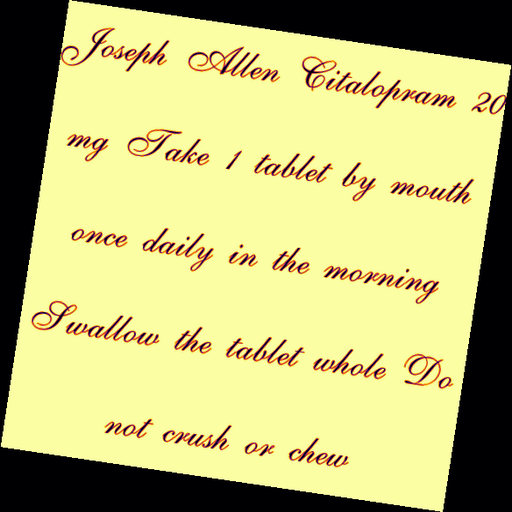 Joseph Allen Citalopram 20
mg Take 1 tablet by mouth
once daily in the morning
Swallow the tablet whole Do
not crush or chew